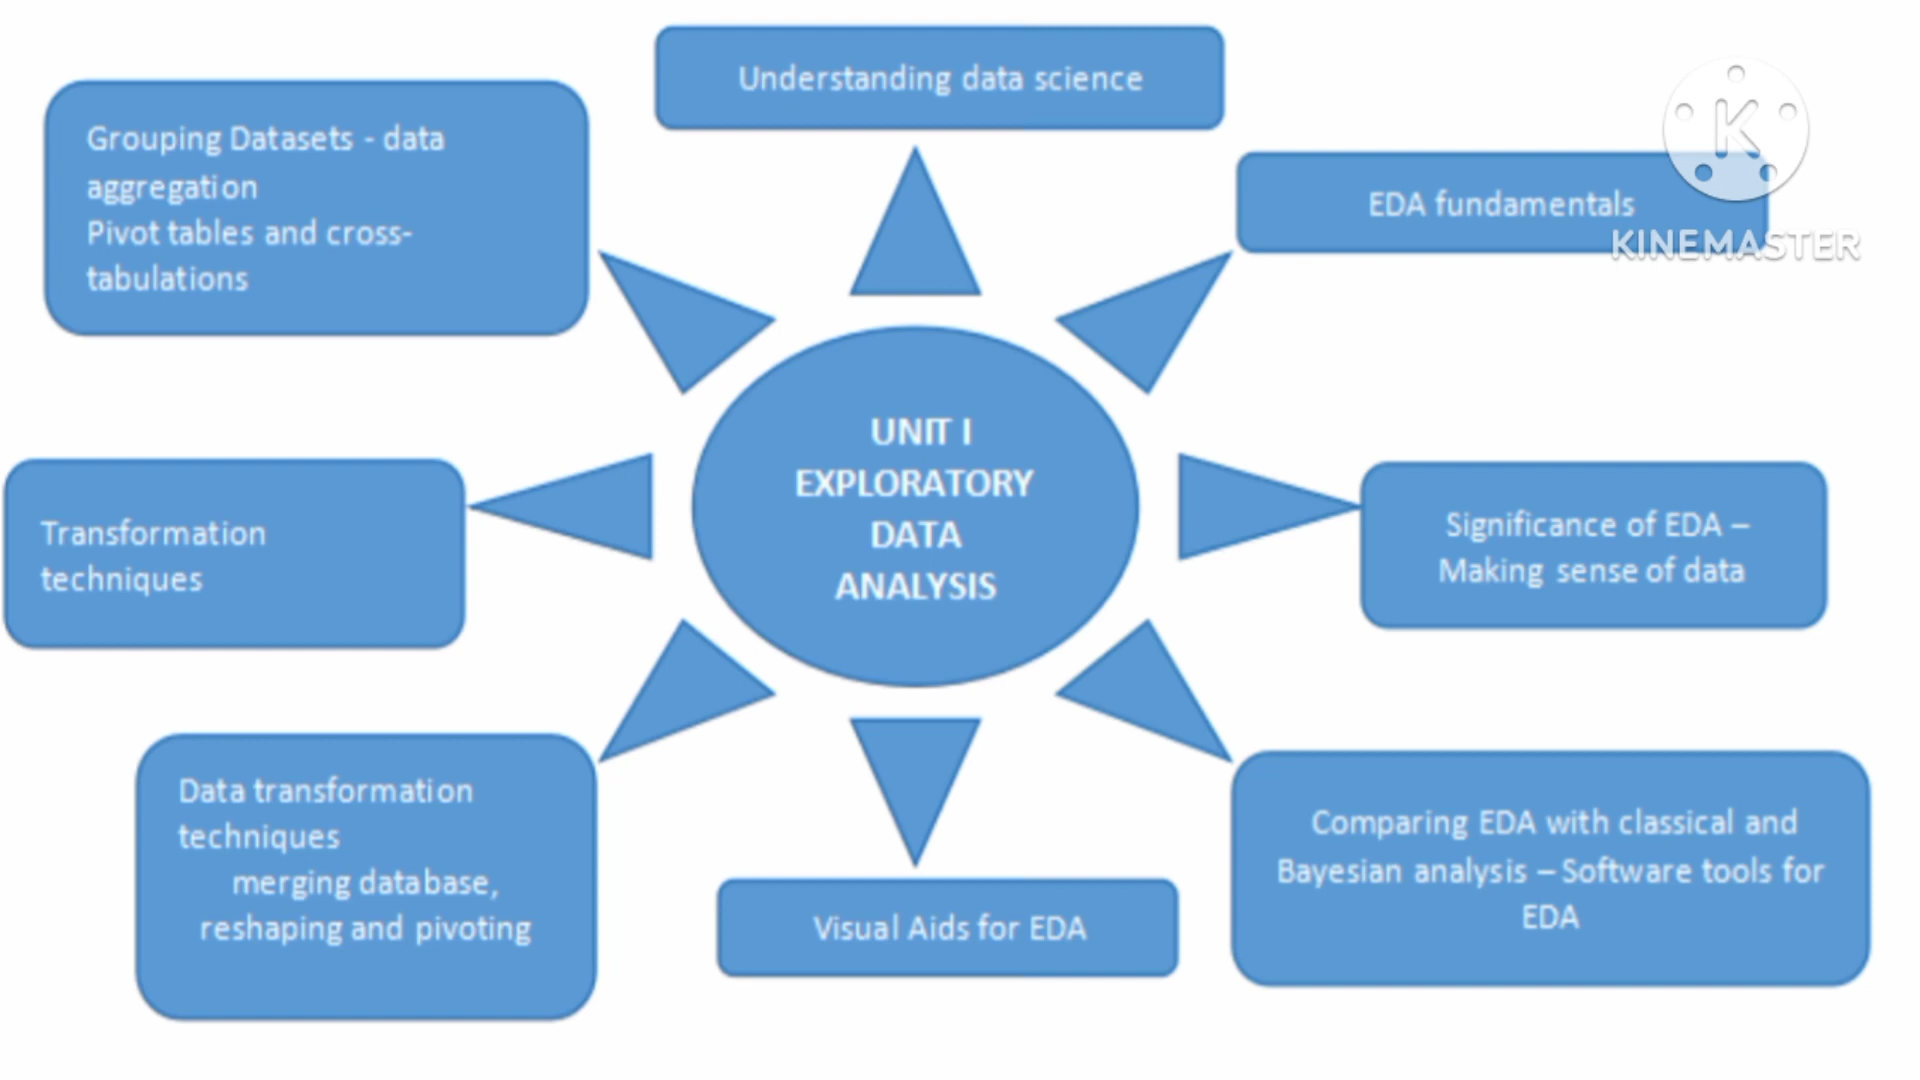 Understanding data science
EDA fundamentals
K
KINEMASTER
Significance of EDA –
Making sense of data
Comparing EDA with classical and
Bayesian analysis – Software tools for
EDA
Visual Aids for EDA
Data transformation
techniques
merging database,
reshaping and pivoting
Transformation
techniques
Grouping Datasets - data
aggregation
Pivot tables and cross-
tabulations
UNIT I
EXPLORATORY
DATA
ANALYSIS